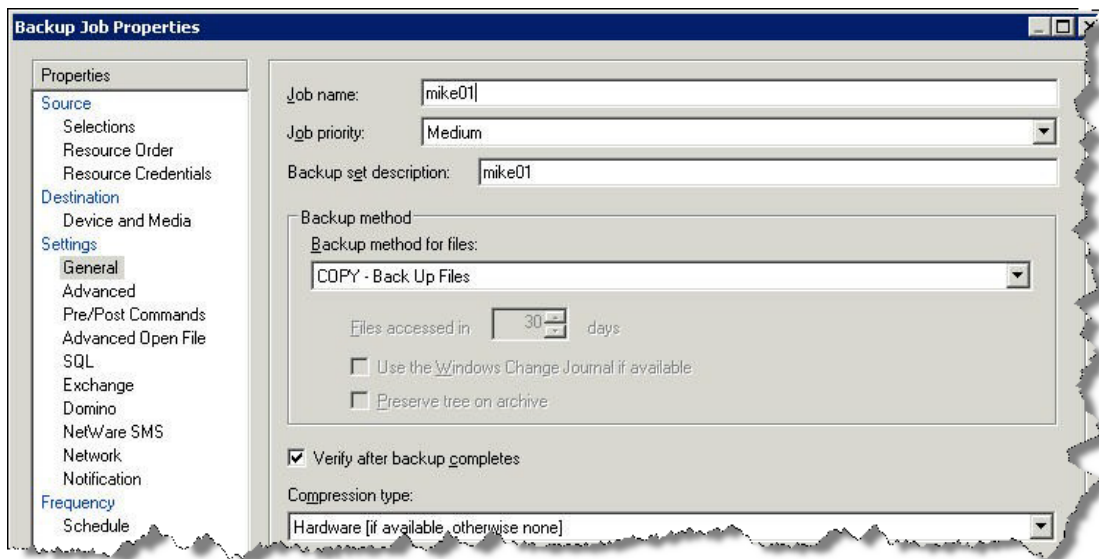 Backup Job Properties
Properties
Source
Selections
Resource Order
Resource Credentials
Destination
Device and Media
Settings
General
Advanced
Pre/Post Commands
Advanced Open File
SQL
Exchange
Domino
NetWare SMS
Network
Notification
Frequency
Schedule
Job name: mike01
Job priority: Medium
Backup set description: mike01
Backup method
Backup method for files:
COPY - Back Up Files
Files accessed in 30 days
Use the Windows Change Journal if available
Preserve tree on archive
Verify after backup completes
Compression type:
Hardware [if available, otherwise none]